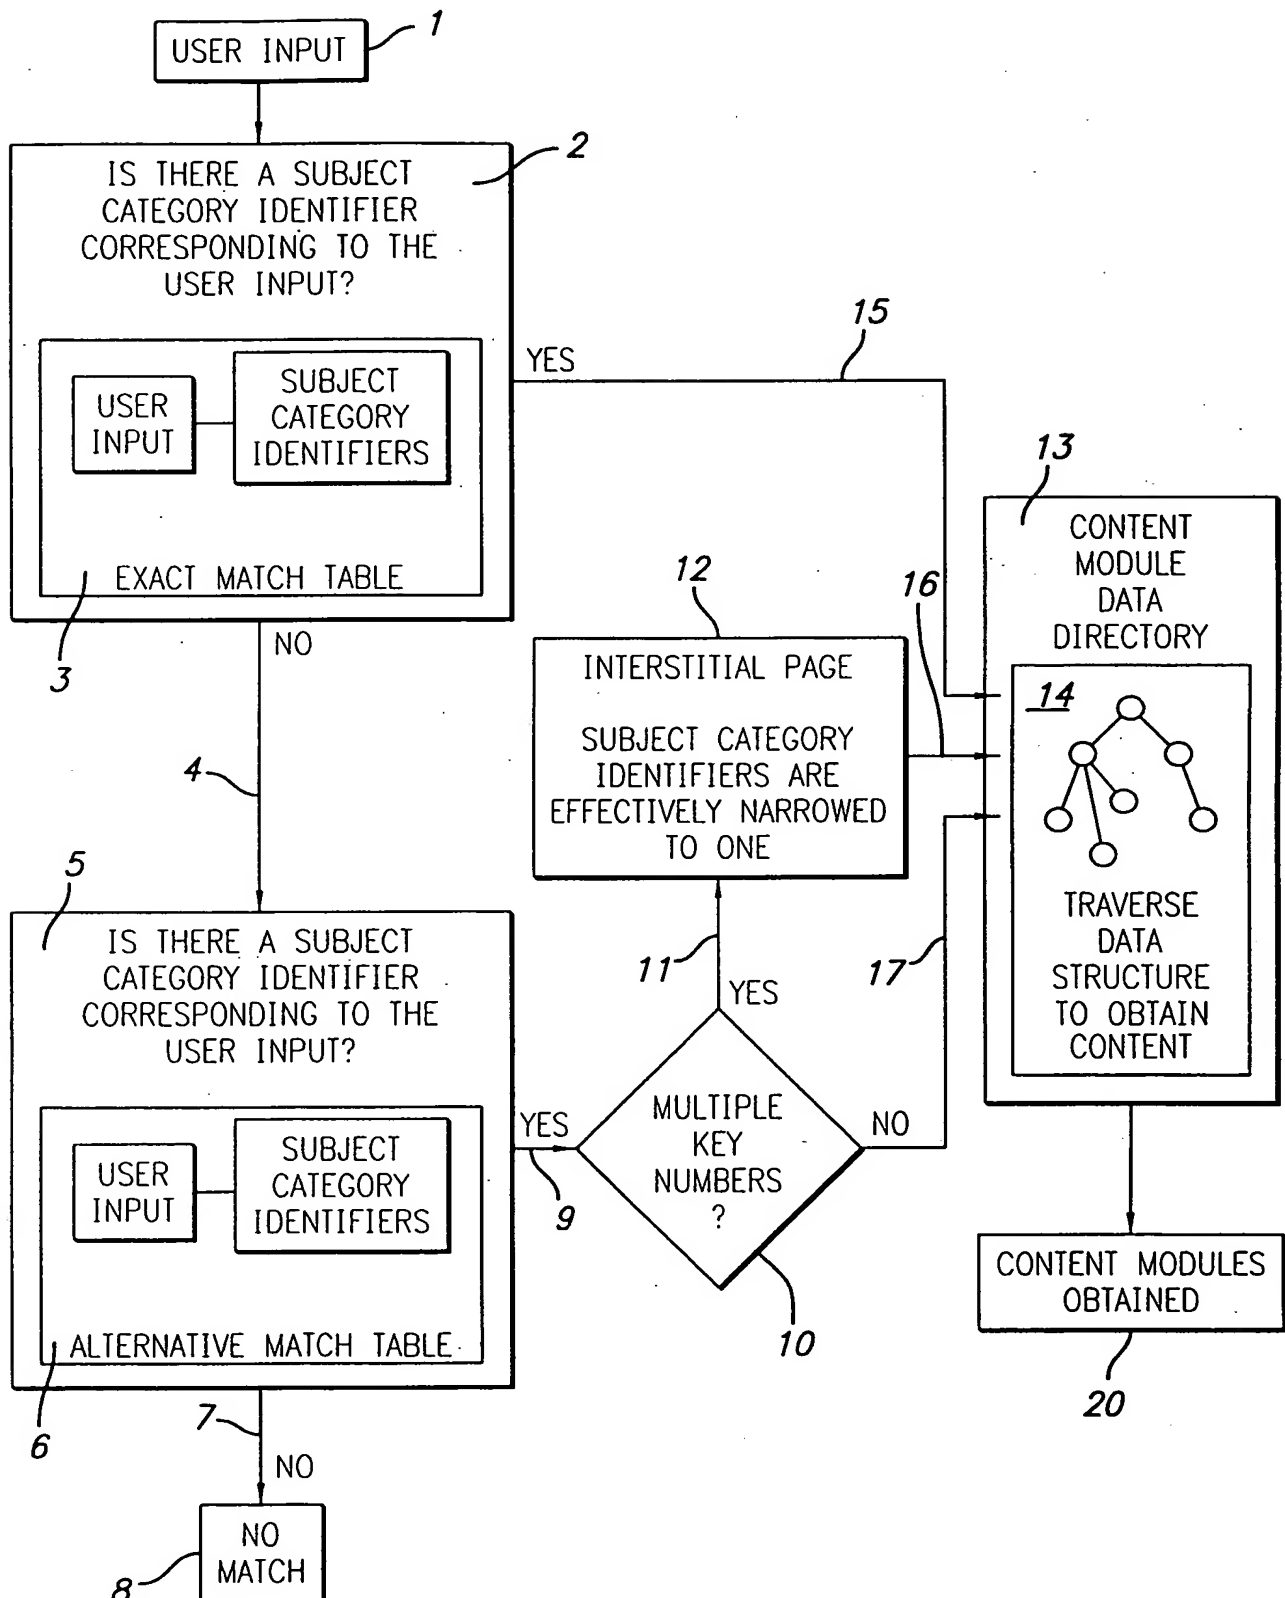 1
USER INPUT
2
IS THERE A SUBJECT
CATEGORY IDENTIFIER
CORRESPONDING TO THE
USER INPUT?
YES
15
USER
INPUT
SUBJECT
CATEGORY
IDENTIFIERS
EXACT MATCH TABLE
3
NO
4
12
INTERSTITIAL PAGE
SUBJECT CATEGORY
IDENTIFIERS ARE
EFFECTIVELY NARROWED
TO ONE
16
13
CONTENT
MODULE
DATA
DIRECTORY
14
TRAVERSE
DATA
STRUCTURE
TO OBTAIN
CONTENT
5
IS THERE A SUBJECT
CATEGORY IDENTIFIER
CORRESPONDING TO THE
USER INPUT?
11
YES
17
USER
INPUT
SUBJECT
CATEGORY
IDENTIFIERS
YES
9
MULTIPLE
KEY
NUMBERS
?
NO
10
ALTERNATIVE MATCH TABLE
6
7
NO
NO
MATCH
8
CONTENT MODULES
OBTAINED
20